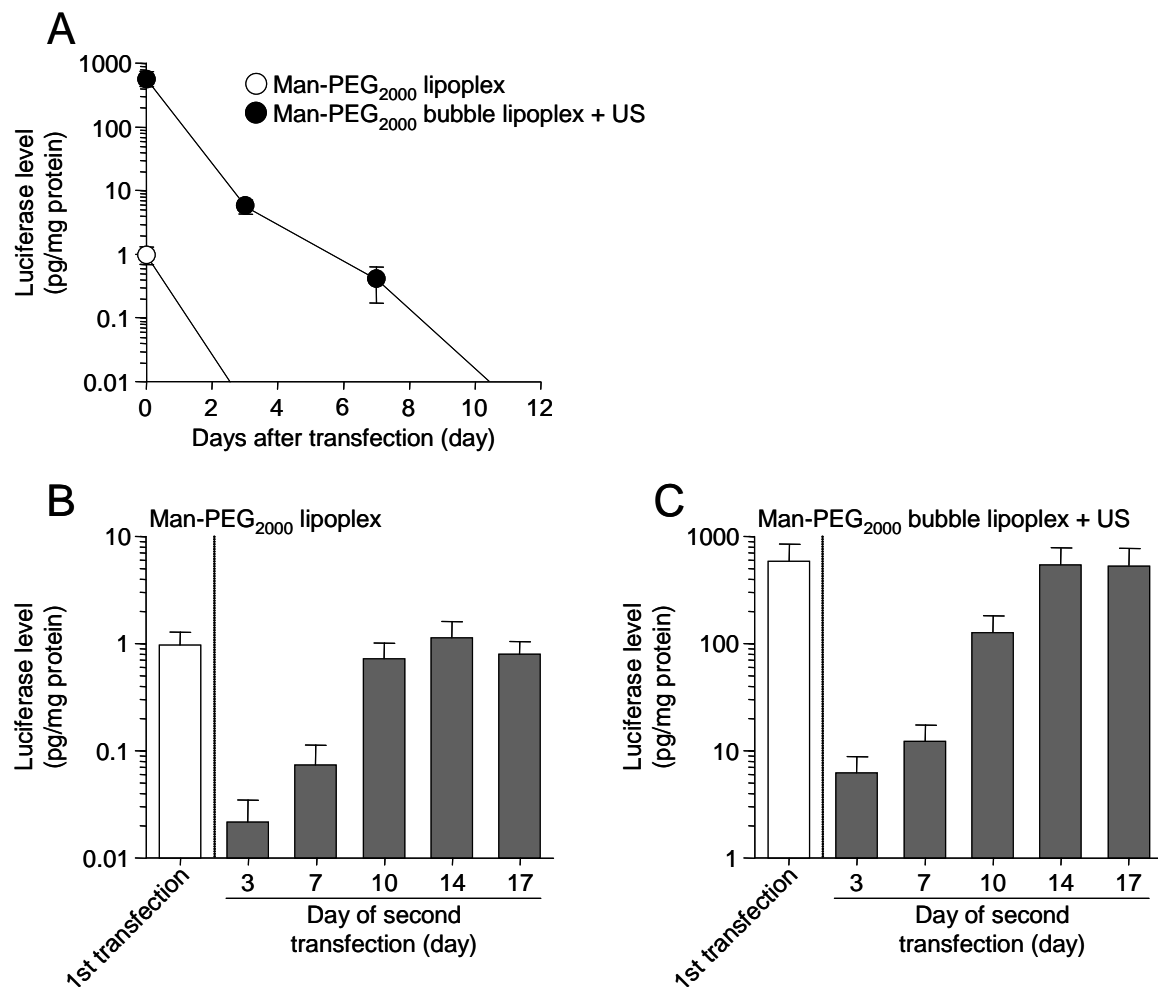 A
1000
100
10
1
0.1
0.01
Luciferase level
(pg/mg protein)
Man-PEG2000 lipoplex
Man-PEG2000 bubble lipoplex + US
0 2 4 6 8 10 12
Days after transfection (day)
B
Man-PEG2000 lipoplex
10
1
0.1
0.01
Luciferase level
(pg/mg protein)
1st transfection
3 7 10 14 17
Day of second
transfection (day)
C
Man-PEG2000 bubble lipoplex + US
1000
100
10
1
Luciferase level
(pg/mg protein)
1st transfection
3 7 10 14 17
Day of second
transfection (day)